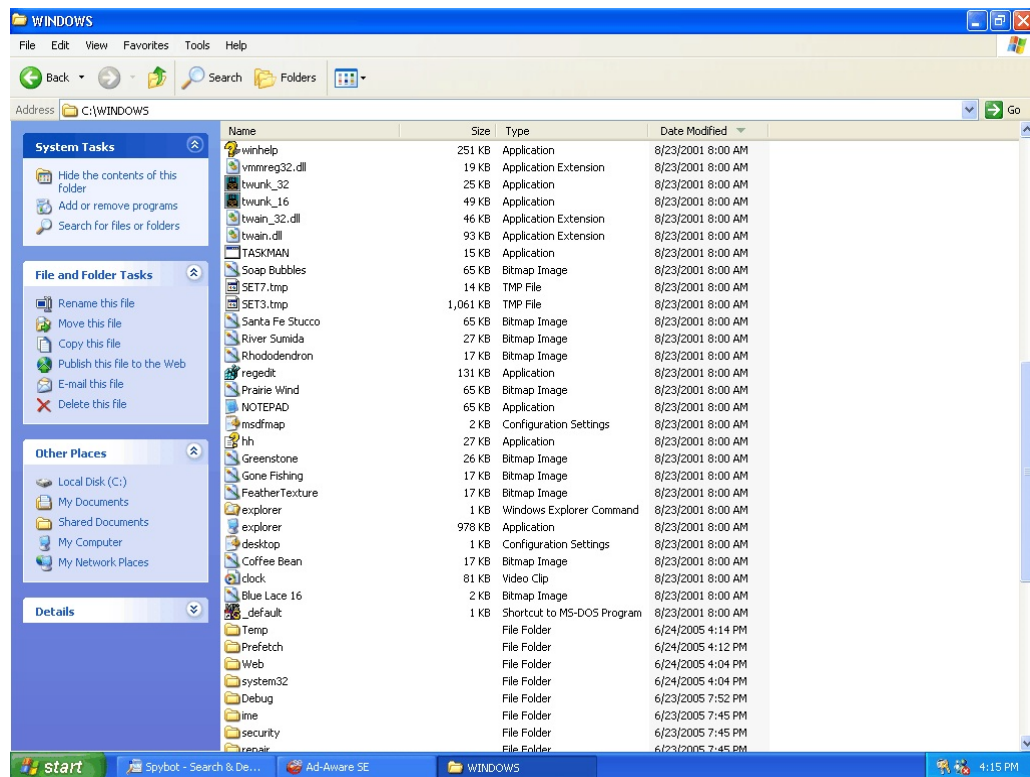 WINDOWS
File Edit View Favorites Tools Help
Back Search Folders
Address C:\WINDOWS Go
System Tasks
Hide the contents of this
folder
Add or remove programs
Search for files or folders
File and Folder Tasks
Rename this file
Move this file
Copy this file
Publish this file to the Web
E-mail this file
Delete this file
Other Places
Local Disk (C:)
My Documents
Shared Documents
My Computer
My Network Places
Details
Name Size Type Date Modified
winhelp 251 KB Application 8/23/2001 8:00 AM
vmmreg32.dll 19 KB Application Extension 8/23/2001 8:00 AM
twunk_32 25 KB Application 8/23/2001 8:00 AM
twunk_16 49 KB Application 8/23/2001 8:00 AM
twain_32.dll 46 KB Application Extension 8/23/2001 8:00 AM
twain.dll 93 KB Application Extension 8/23/2001 8:00 AM
TASKMAN 15 KB Application 8/23/2001 8:00 AM
Soap Bubbles 65 KB Bitmap Image 8/23/2001 8:00 AM
SET7.tmp 14 KB TMP File 8/23/2001 8:00 AM
SET3.tmp 1,061 KB TMP File 8/23/2001 8:00 AM
Santa Fe Stucco 65 KB Bitmap Image 8/23/2001 8:00 AM
River Sumida 27 KB Bitmap Image 8/23/2001 8:00 AM
Rhododendron 17 KB Bitmap Image 8/23/2001 8:00 AM
regedit 131 KB Application 8/23/2001 8:00 AM
Prairie Wind 65 KB Bitmap Image 8/23/2001 8:00 AM
NOTEPAD 65 KB Application 8/23/2001 8:00 AM
msdfmap 2 KB Configuration Settings 8/23/2001 8:00 AM
hh 27 KB Application 8/23/2001 8:00 AM
Greenstone 26 KB Bitmap Image 8/23/2001 8:00 AM
Gone Fishing 17 KB Bitmap Image 8/23/2001 8:00 AM
FeatherTexture 17 KB Bitmap Image 8/23/2001 8:00 AM
explorer 1 KB Windows Explorer Command 8/23/2001 8:00 AM
explorer 978 KB Application 8/23/2001 8:00 AM
desktop 1 KB Configuration Settings 8/23/2001 8:00 AM
Coffee Bean 17 KB Bitmap Image 8/23/2001 8:00 AM
clock 81 KB Video Clip 8/23/2001 8:00 AM
Blue Lace 16 2 KB Bitmap Image 8/23/2001 8:00 AM
_default 1 KB Shortcut to MS-DOS Program 8/23/2001 8:00 AM
Temp File Folder 6/24/2005 4:14 PM
Prefetch File Folder 6/24/2005 4:12 PM
Web File Folder 6/24/2005 4:04 PM
system32 File Folder 6/24/2005 4:04 PM
Debug File Folder 6/23/2005 7:52 PM
ime File Folder 6/23/2005 7:45 PM
security File Folder 6/23/2005 7:45 PM
repair File Folder 6/23/2005 7:45 PM
start Spybot - Search & De... Ad-Aware SE WINDOWS 4:15 PM